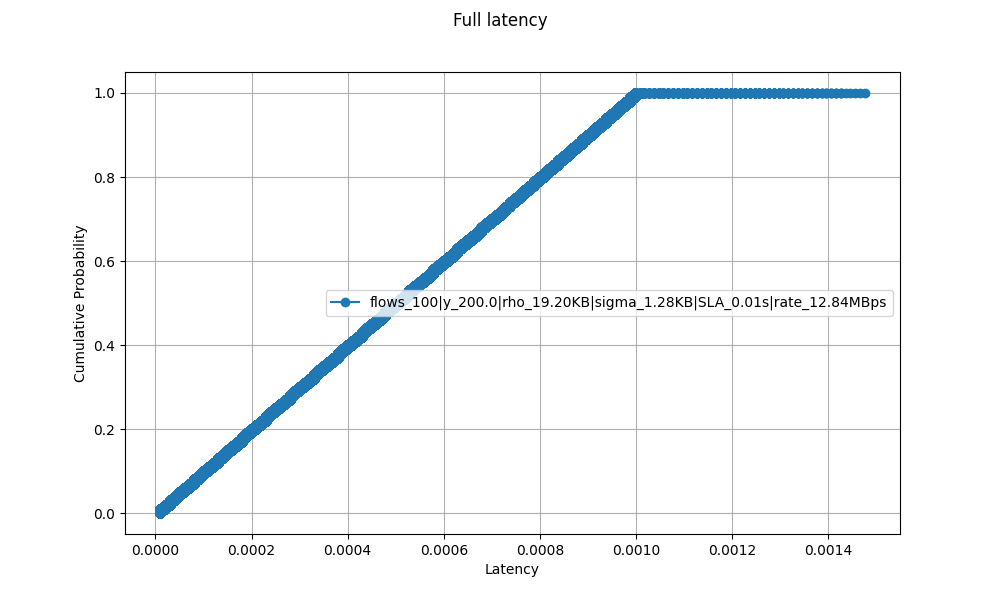 Full latency
Cumulative Probability
1.0
0.8
0.6
0.4
0.2
0.0
flows_100|y_200.0|rho_19.20KB|sigma_1.28KB|SLA_0.01s|rate_12.84MBps
0.0000 0.0002 0.0004 0.0006 0.0008 0.0010 0.0012 0.0014
Latency